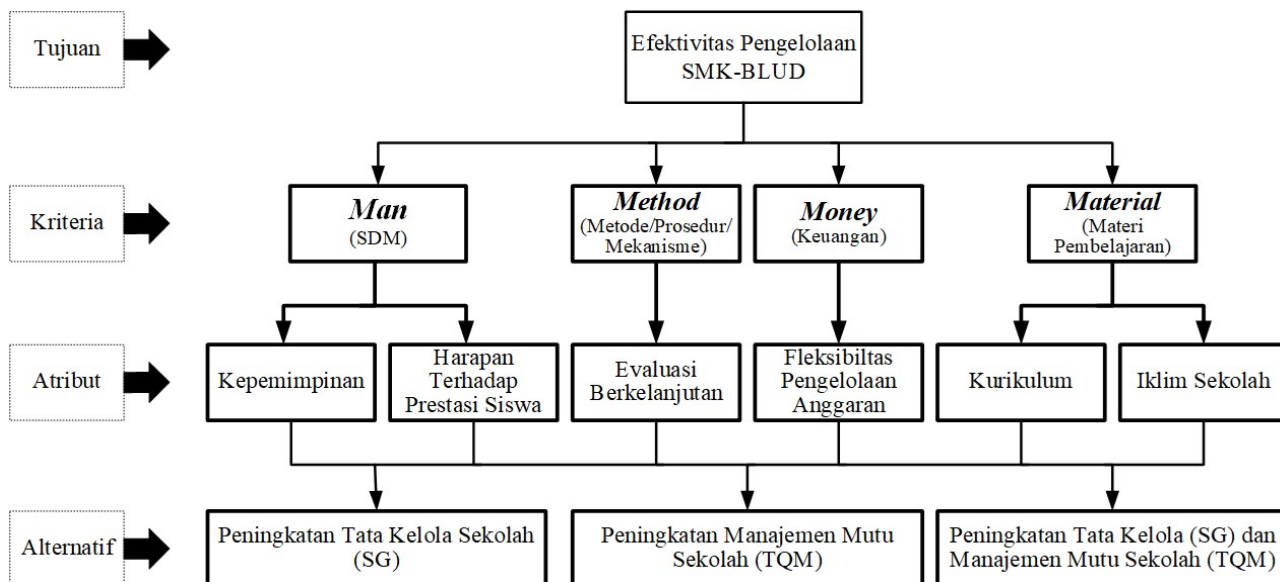 Tujuan
Efektivitas Pengelolaan
SMK-BLUD
Kriteria
Man
(SDM)
Method
(Metode/Prosedur/
Mekanisme)
Money
(Keuangan)
Material
(Materi
Pembelajaran)
Atribut
Kepemimpinan
Harapan
Terhadap
Prestasi Siswa
Evaluasi
Berkelanjutan
Fleksibiltas
Pengelolaan
Anggaran
Kurikulum
Iklim Sekolah
Alternatif
Peningkatan Tata Kelola Sekolah
(SG)
Peningkatan Manajemen Mutu
Sekolah (TQM)
Peningkatan Tata Kelola (SG) dan
Manajemen Mutu Sekolah (TQM)